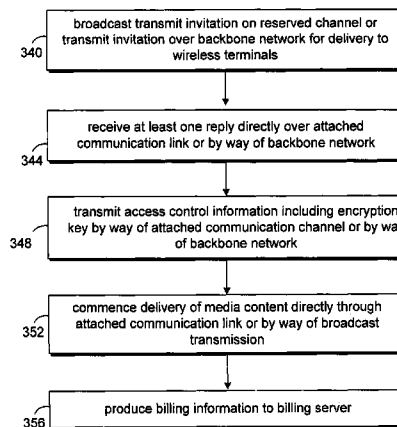 broadcast transmit invitation on reserved channel or
transmit invitation over backbone network for delivery to
wireless terminals
340
receive at least one reply directly over attached
communication link or by way of backbone network
344
transmit access control information including encryption
key by way of attached communication channel or by way
of backbone network
348
commence delivery of media content directly through
attached communication link or by way of broadcast
transmission
352
produce billing information to billing server
356